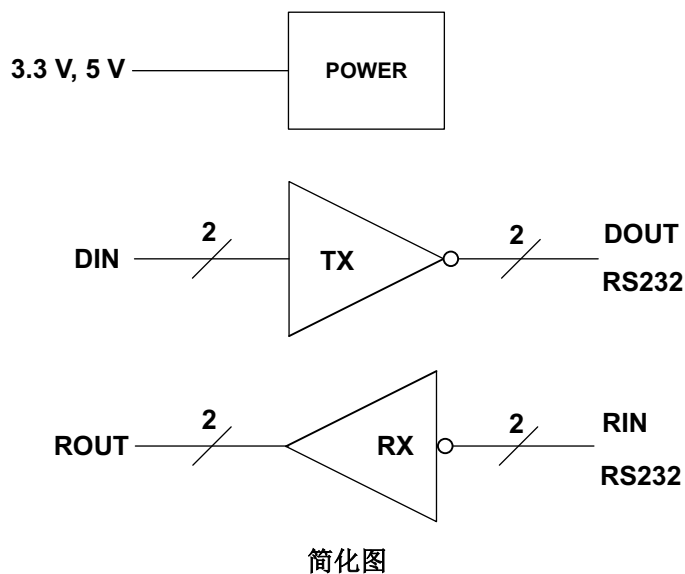 3.3 V, 5 V
POWER
2
2
DIN
TX
DOUT
RS232
2
2
ROUT
RX
RIN
RS232
简化图